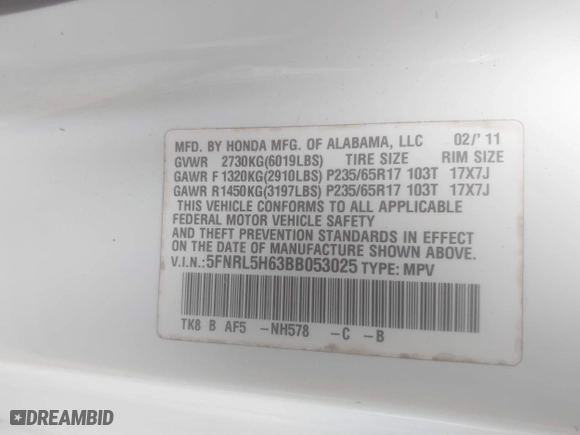 MFD. BY HONDA MFG. OF ALABAMA, LLC 02/'11
GVWR 2730KG(6019LBS) TIRE SIZE RIM SIZE
GAWR F 1320KG(2910LBS) P235/65R17 103T 17X7J
GAWR R 1450KG(3197LBS) P235/65R17 103T 17X7J
THIS VEHICLE CONFORMS TO ALL APPLICABLE
FEDERAL MOTOR VEHICLE SAFETY
AND THEFT PREVENTION STANDARDS IN EFFECT
ON THE DATE OF MANUFACTURE SHOWN ABOVE.
V.I.N.: 5FNRL5H63BB053025 TYPE: MPV
TK8 B AF5 -NH578 -C -B
DREAMBID